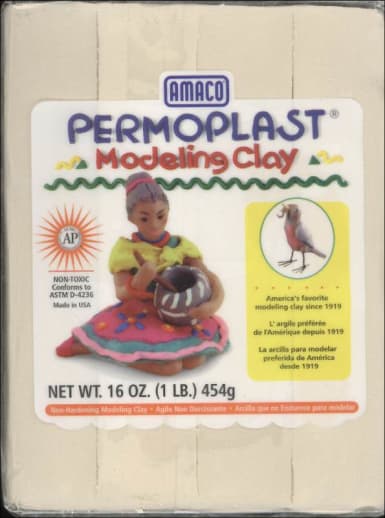 AMACO
PERMOPLAST®
Modeling Clay
AP
NON-TOXIC
Conforms to
ASTM D-4236
Made in USA
America's favorite
modeling clay since 1919
L' argile préférée
de l'Amérique depuis 1919
La arcilla para modelar
preferida de América
desde 1919
NET WT. 16 OZ. (1 LB.) 454g
Non-Hardening Modeling Clay • Agile Non Durcissante • Arcilla que no Endurece para modelar